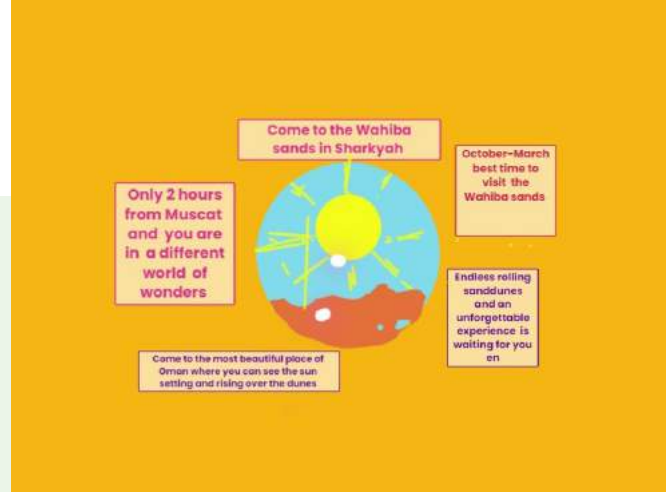 Come to the Wahiba
sands in Sharkyah
October-March
best time to
visit the
Wahiba sands
Only 2 hours
from Muscat
and you are
in a different
world of
wonders
Endless rolling
sanddunes
and an
unforgettable
experience is
waiting for you
en
Come to the most beautiful place of
Oman where you can see the sun
setting and rising over the dunes